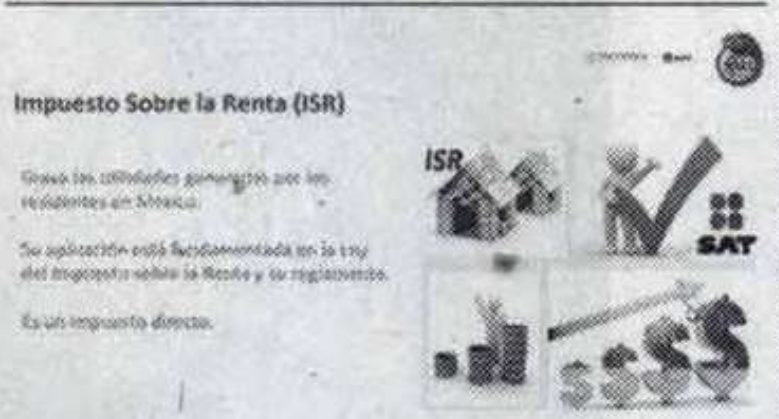 Impuesto Sobre la Renta (ISR)
Grava las utilidades generadas por los
residentes en México.
Su aplicación está fundamentada en la Ley
del Impuesto sobre la Renta y su reglamento.
Es un impuesto directo.
ISR
SAT